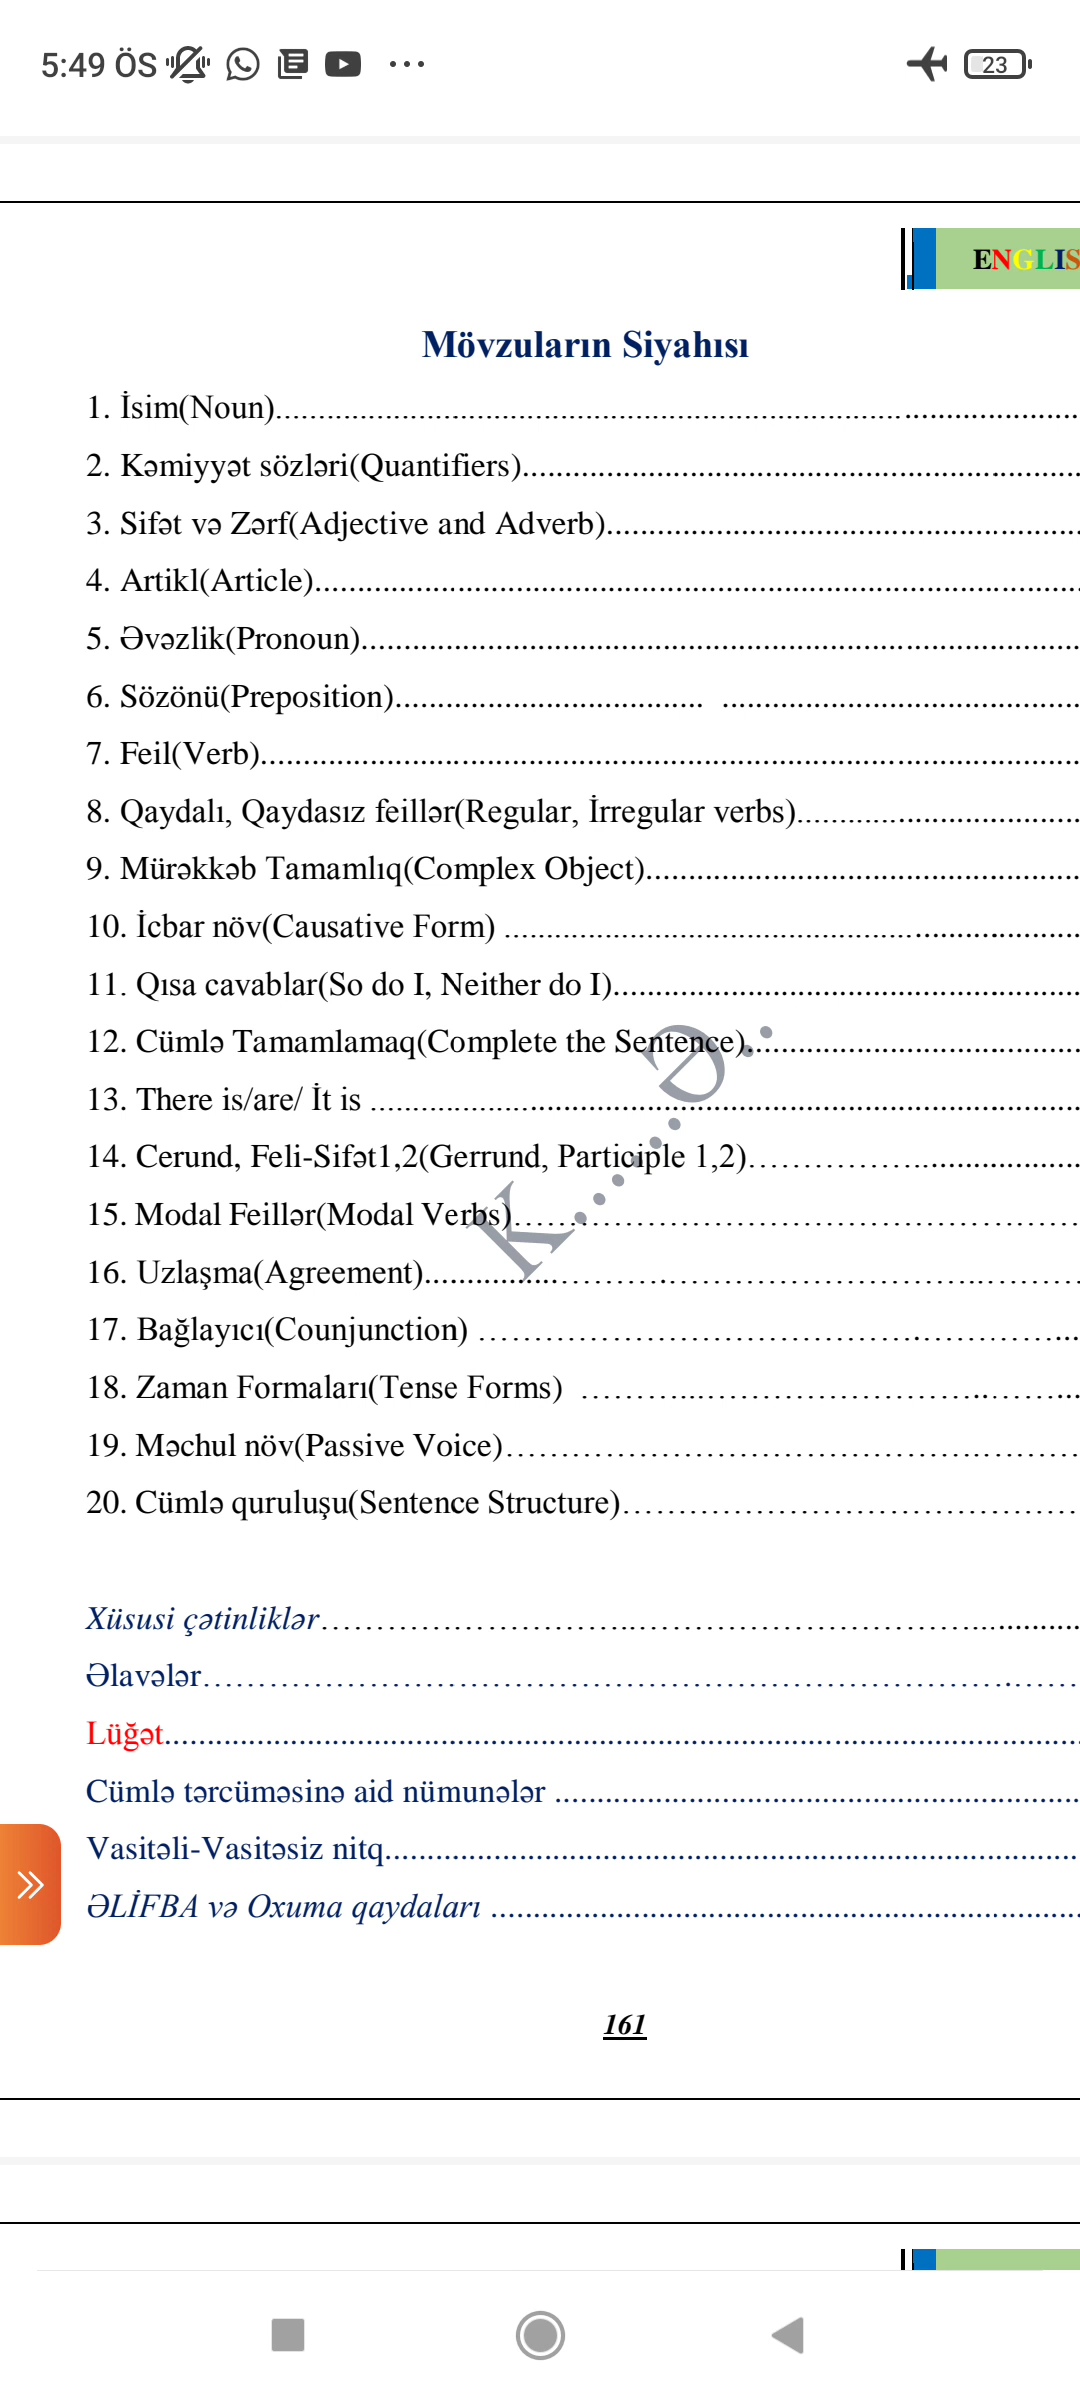 5:49 ÖS
23
ENGLIS
Mövzuların Siyahısı
1. İsim(Noun)
2. Kəmiyyət sözləri(Quantifiers)
3. Sifət və Zərf(Adjective and Adverb)
4. Artikl(Article)
5. Əvəzlik(Pronoun)
6. Sözönü(Preposition)
7. Feil(Verb)
8. Qaydalı, Qaydasız feillər(Regular, İrregular verbs)
9. Mürəkkəb Tamamlıq(Complex Object)
10. İcbar növ(Causative Form)
11. Qısa cavablar(So do I, Neither do I)
12. Cümlə Tamamlamaq(Complete the Sentence)
13. There is/are/ İt is
14. Cerund, Feli-Sifət1,2(Gerrund, Participle 1,2)
15. Modal Feillər(Modal Verbs)
16. Uzlaşma(Agreement)
17. Bağlayıcı(Counjunction)
18. Zaman Formaları(Tense Forms)
19. Məchul növ(Passive Voice)
20. Cümlə quruluşu(Sentence Structure)
K......Ə..
Xüsusi çətinliklər
Əlavələr
Lüğət
Cümlə tərcüməsinə aid nümunələr
Vasitəli-Vasitəsiz nitq
ƏLİFBA və Oxuma qaydaları
161